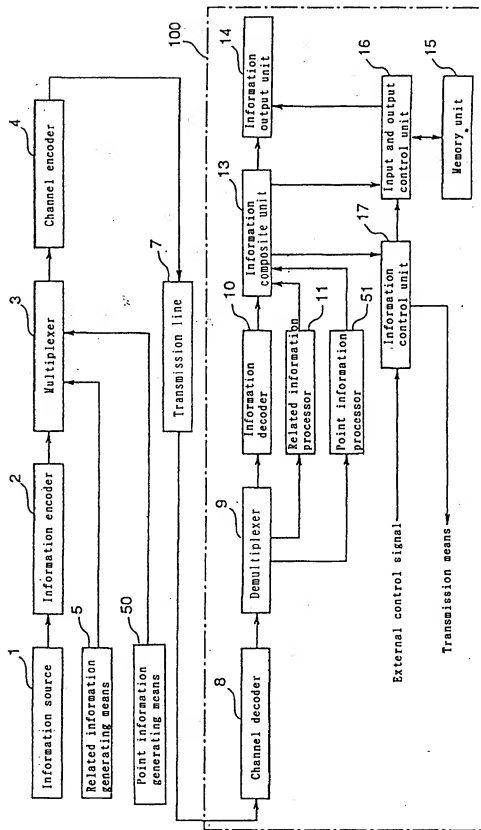 1
Information source
2
Information encoder
3
Multiplexer
4
Channel encoder
5
Related information
generating means
50
Point information
generating means
7
Transmission line
100
8
Channel decoder
9
Demultiplexer
10
Information
decoder
11
Related information
processor
51
Point information
processor
13
Information
composite unit
14
Information
output unit
17
Information
control unit
16
Input and output
control unit
15
Memory unit
External control signal
Transmission means